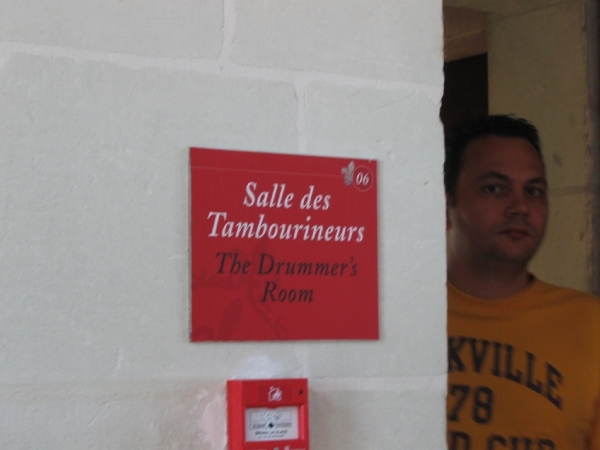 06
Salle des
Tambourineurs
The Drummer's
Room
KVILLE
78